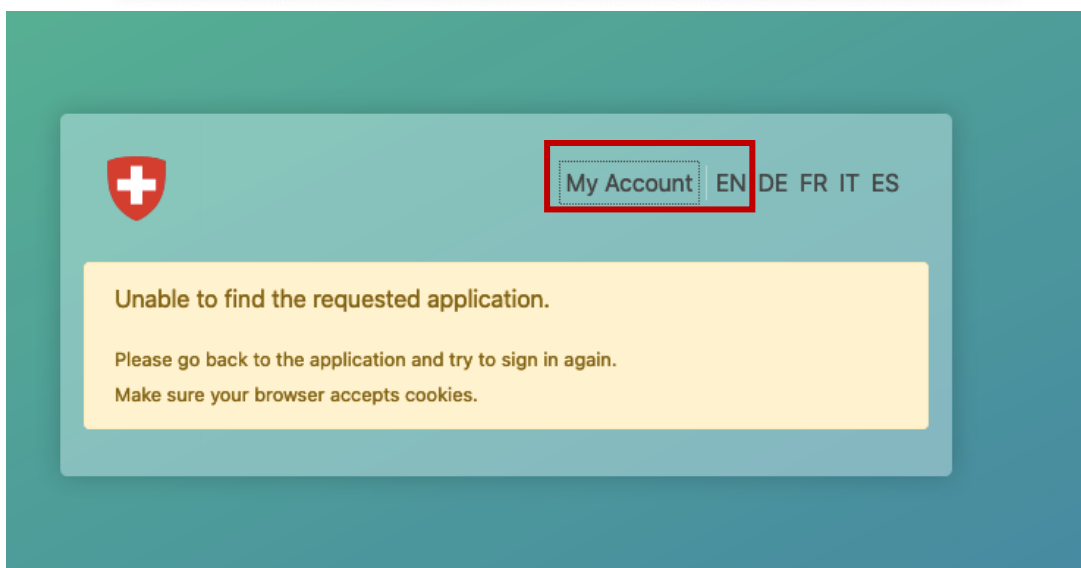 My Account EN DE FR IT ES
Unable to find the requested application.
Please go back to the application and try to sign in again.
Make sure your browser accepts cookies.